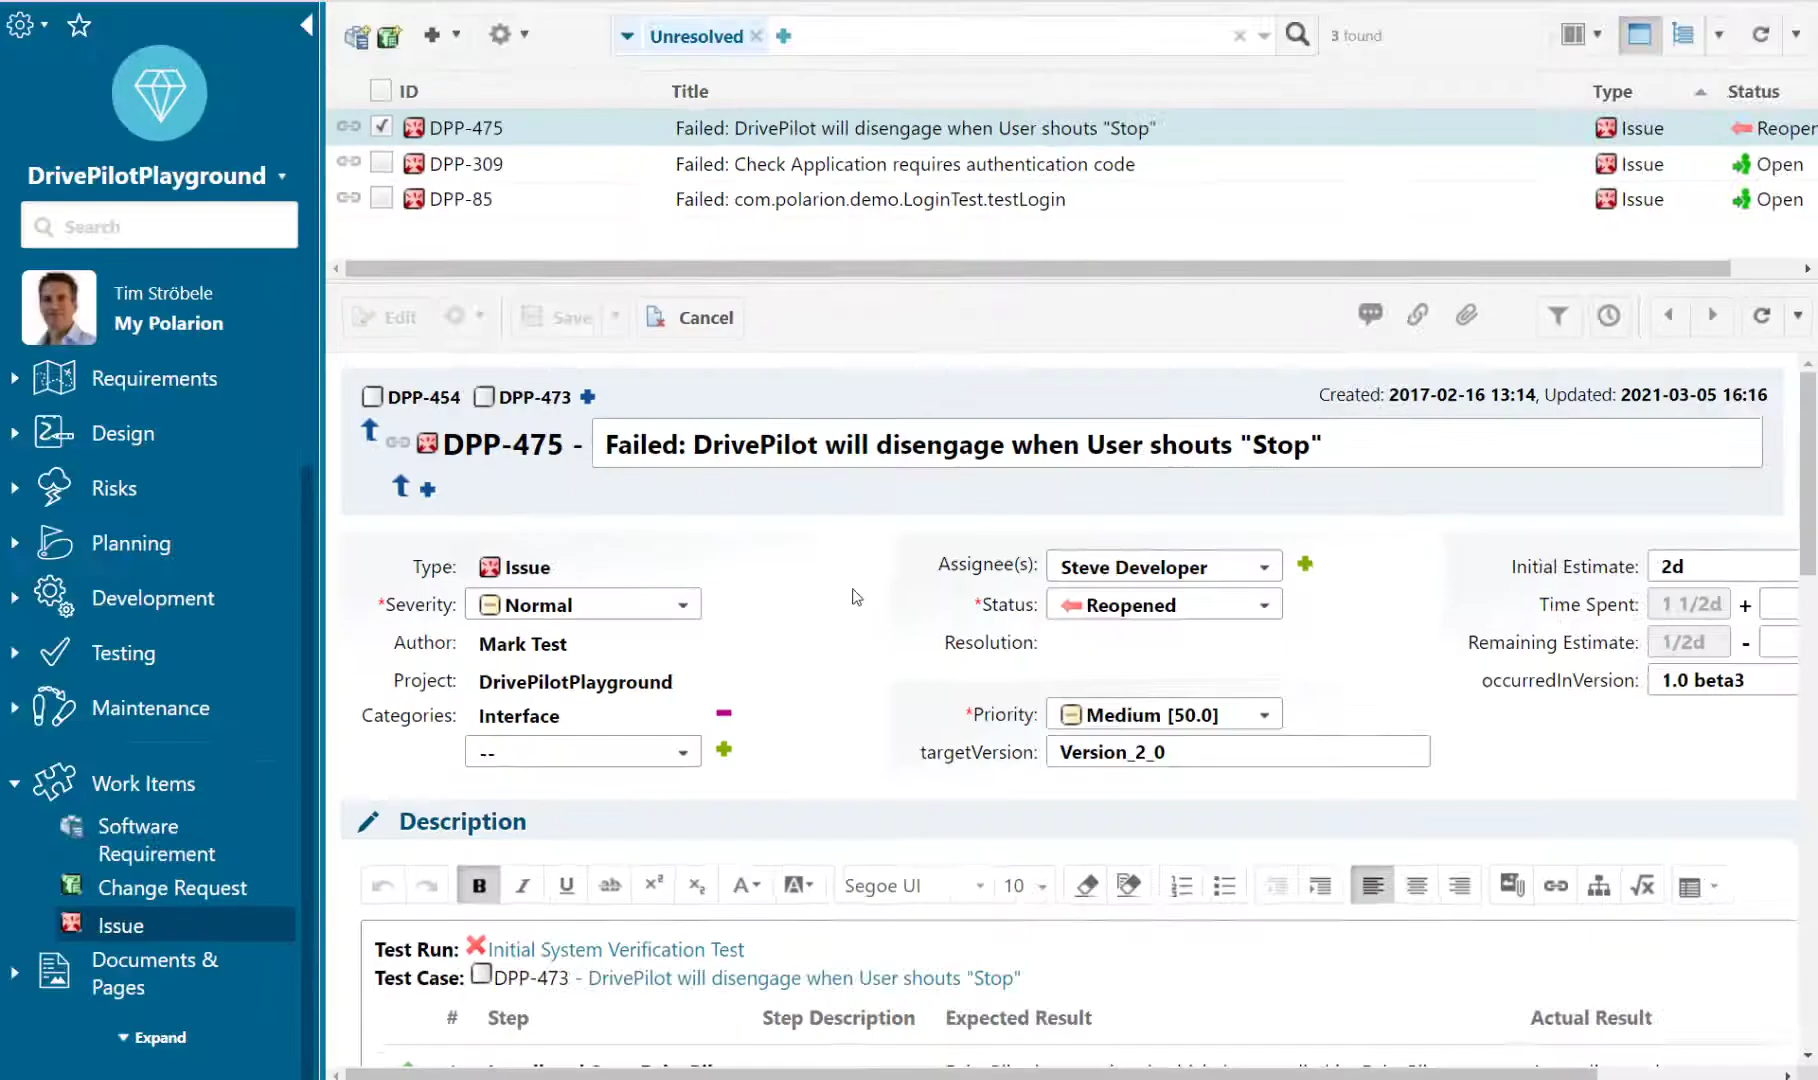 Unresolved
3 found
ID Title Type Status
DPP-475 Failed: DrivePilot will disengage when User shouts "Stop" Issue Reopen
DPP-309 Failed: Check Application requires authentication code Issue Open
DPP-85 Failed: com.polarion.demo.LoginTest.testLogin Issue Open
DrivePilotPlayground
Search
Tim Ströbele
My Polarion
Requirements
Design
Risks
Planning
Development
Testing
Maintenance
Work Items
Software
Requirement
Change Request
Issue
Documents &
Pages
Expand
Edit Save Cancel
DPP-454 DPP-473 Created: 2017-02-16 13:14, Updated: 2021-03-05 16:16
DPP-475 - Failed: DrivePilot will disengage when User shouts "Stop"
Type: Issue
*Severity: Normal
Author: Mark Test
Project: DrivePilotPlayground
Categories: Interface
--
Assignee(s): Steve Developer
*Status: Reopened
Resolution:
*Priority: Medium [50.0]
targetVersion: Version_2_0
Initial Estimate: 2d
Time Spent: 1 1/2d +
Remaining Estimate: 1/2d -
occurredInVersion: 1.0 beta3
Description
B I U ab x² x₂ A A Segoe UI 10
Test Run: Initial System Verification Test
Test Case: DPP-473 - DrivePilot will disengage when User shouts "Stop"
# Step Step Description Expected Result Actual Result